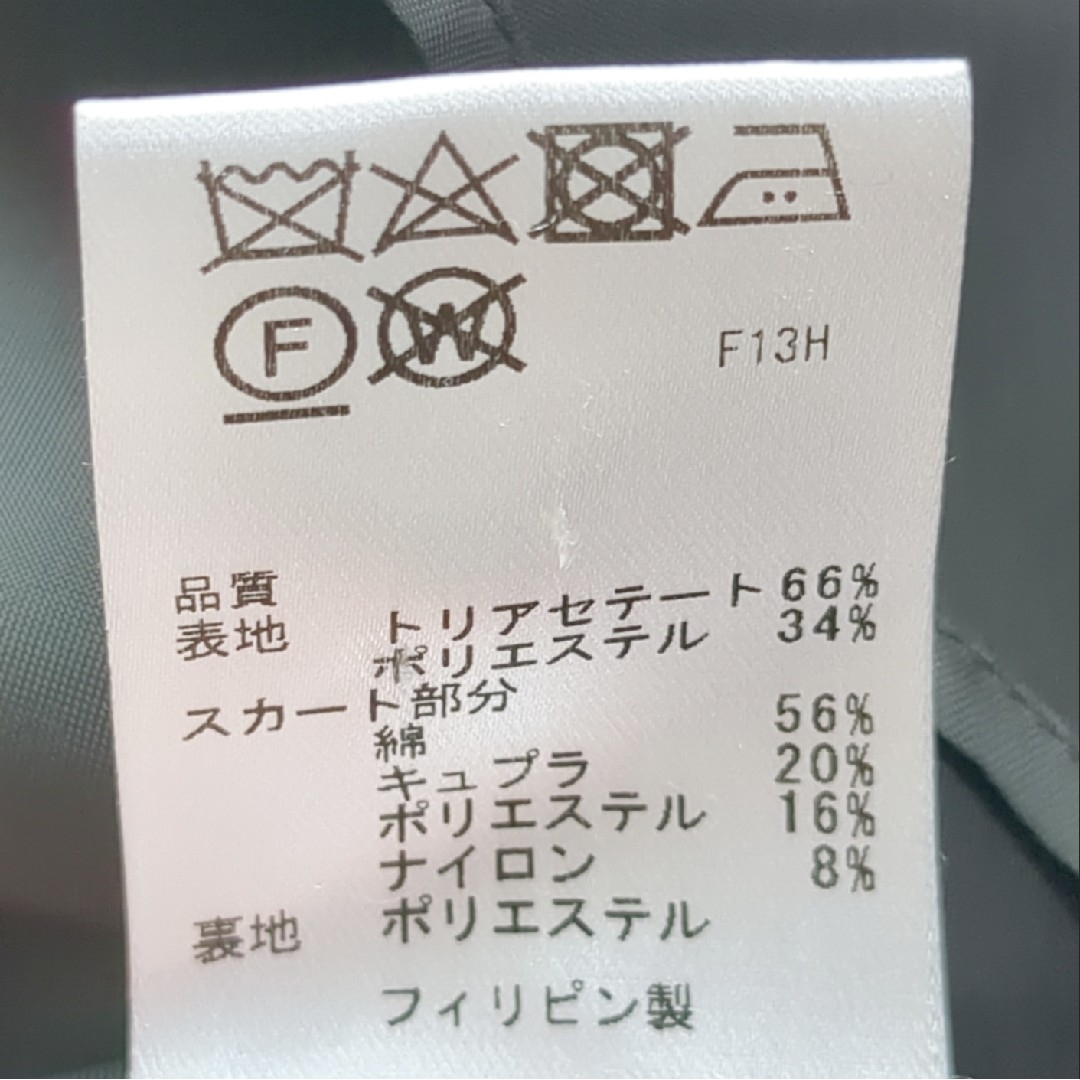 F
W
F13H
品質
表地 トリアセテート 66%
ポリエステル 34%
スカート部分
綿 56%
キュプラ 20%
ポリエステル 16%
ナイロン 8%
裏地 ポリエステル
フィリピン製